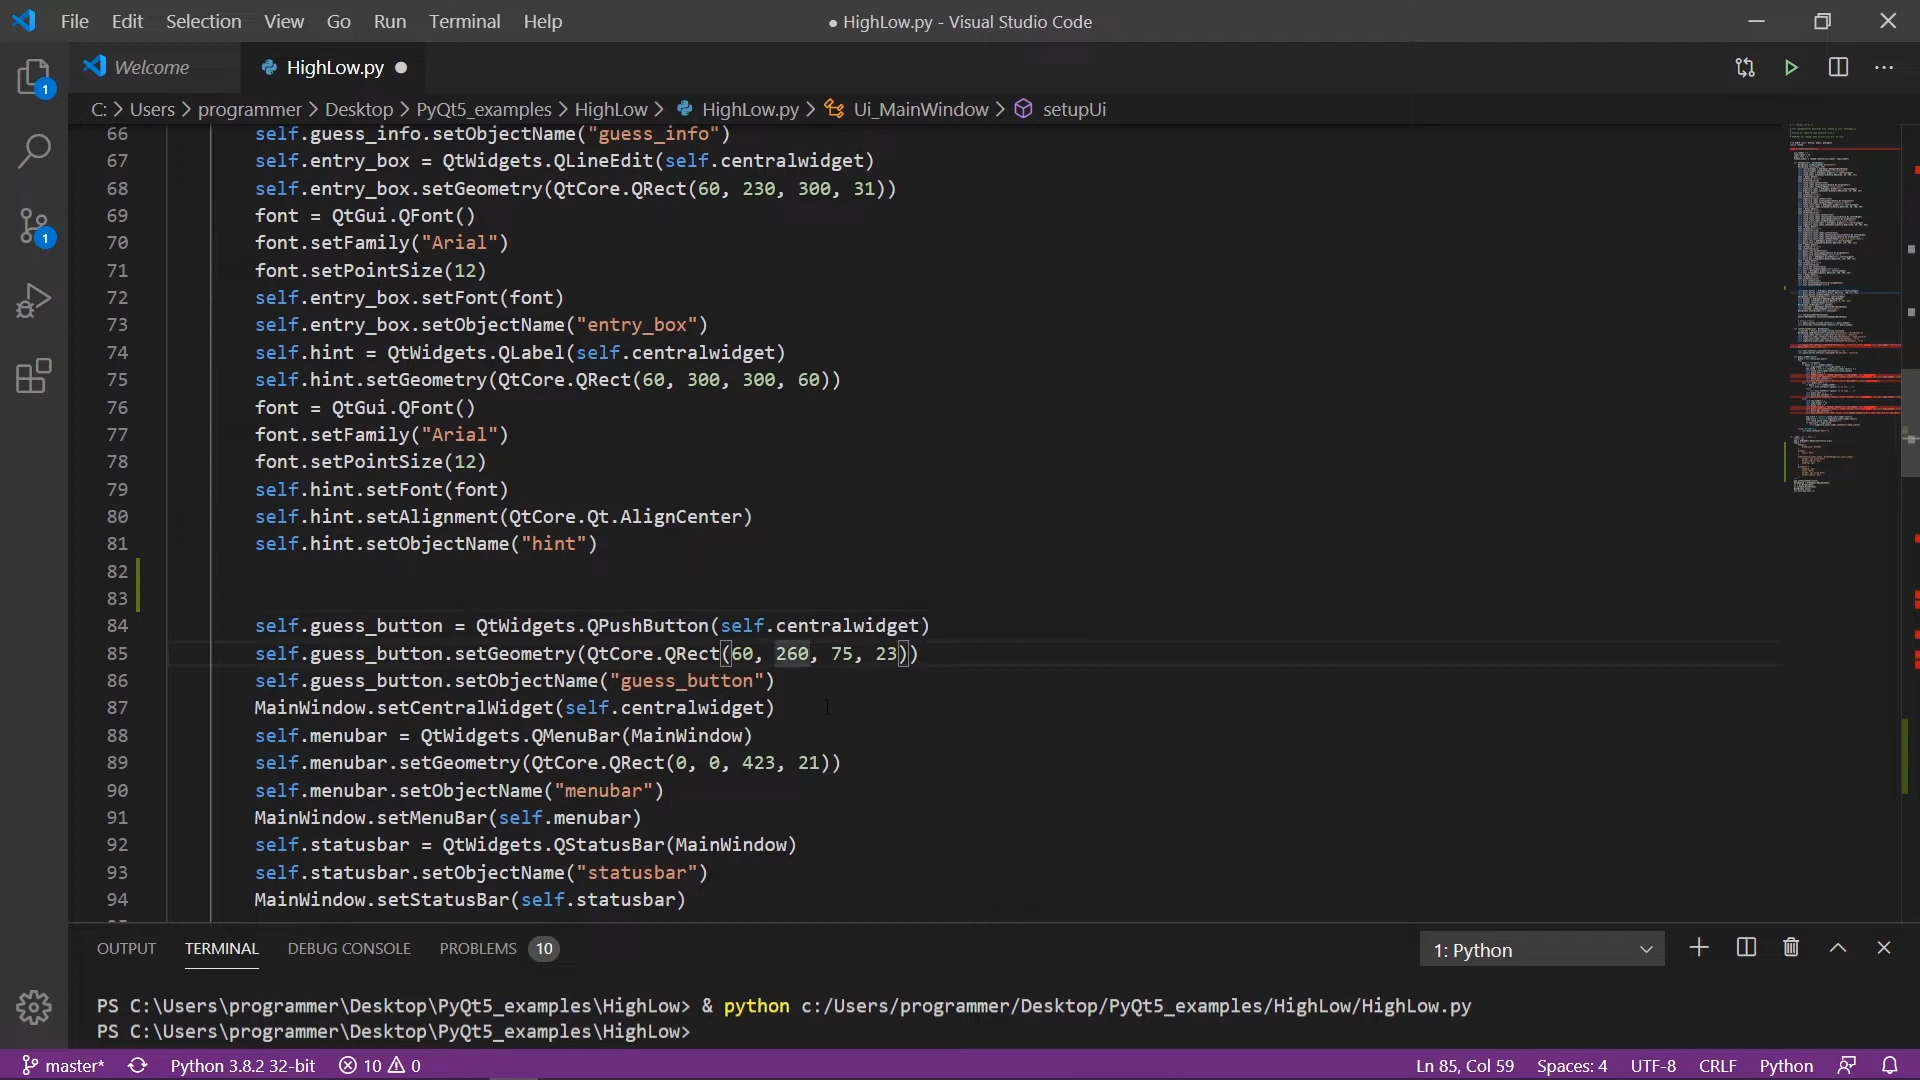 File Edit Selection View Go Run Terminal Help ● HighLow.py - Visual Studio Code
Welcome HighLow.py ●
C: > Users > programmer > Desktop > PyQt5_examples > HighLow > HighLow.py > Ui_MainWindow > setupUi
66 self.guess_info.setObjectName("guess_info")
67 self.entry_box = QtWidgets.QLineEdit(self.centralwidget)
68 self.entry_box.setGeometry(QtCore.QRect(60, 230, 300, 31))
69 font = QtGui.QFont()
70 font.setFamily("Arial")
71 font.setPointSize(12)
72 self.entry_box.setFont(font)
73 self.entry_box.setObjectName("entry_box")
74 self.hint = QtWidgets.QLabel(self.centralwidget)
75 self.hint.setGeometry(QtCore.QRect(60, 300, 300, 60))
76 font = QtGui.QFont()
77 font.setFamily("Arial")
78 font.setPointSize(12)
79 self.hint.setFont(font)
80 self.hint.setAlignment(QtCore.Qt.AlignCenter)
81 self.hint.setObjectName("hint")
82
83
84 self.guess_button = QtWidgets.QPushButton(self.centralwidget)
85 self.guess_button.setGeometry(QtCore.QRect(60, 260, 75, 23))
86 self.guess_button.setObjectName("guess_button")
87 MainWindow.setCentralWidget(self.centralwidget)
88 self.menubar = QtWidgets.QMenuBar(MainWindow)
89 self.menubar.setGeometry(QtCore.QRect(0, 0, 423, 21))
90 self.menubar.setObjectName("menubar")
91 MainWindow.setMenuBar(self.menubar)
92 self.statusbar = QtWidgets.QStatusBar(MainWindow)
93 self.statusbar.setObjectName("statusbar")
94 MainWindow.setStatusBar(self.statusbar)
OUTPUT TERMINAL DEBUG CONSOLE PROBLEMS 10 1: Python
PS C:\Users\programmer\Desktop\PyQt5_examples\HighLow> & python c:/Users/programmer/Desktop/PyQt5_examples/HighLow/HighLow.py
PS C:\Users\programmer\Desktop\PyQt5_examples\HighLow>
master* Python 3.8.2 32-bit 10 0 Ln 85, Col 59 Spaces: 4 UTF-8 CRLF Python
1
1